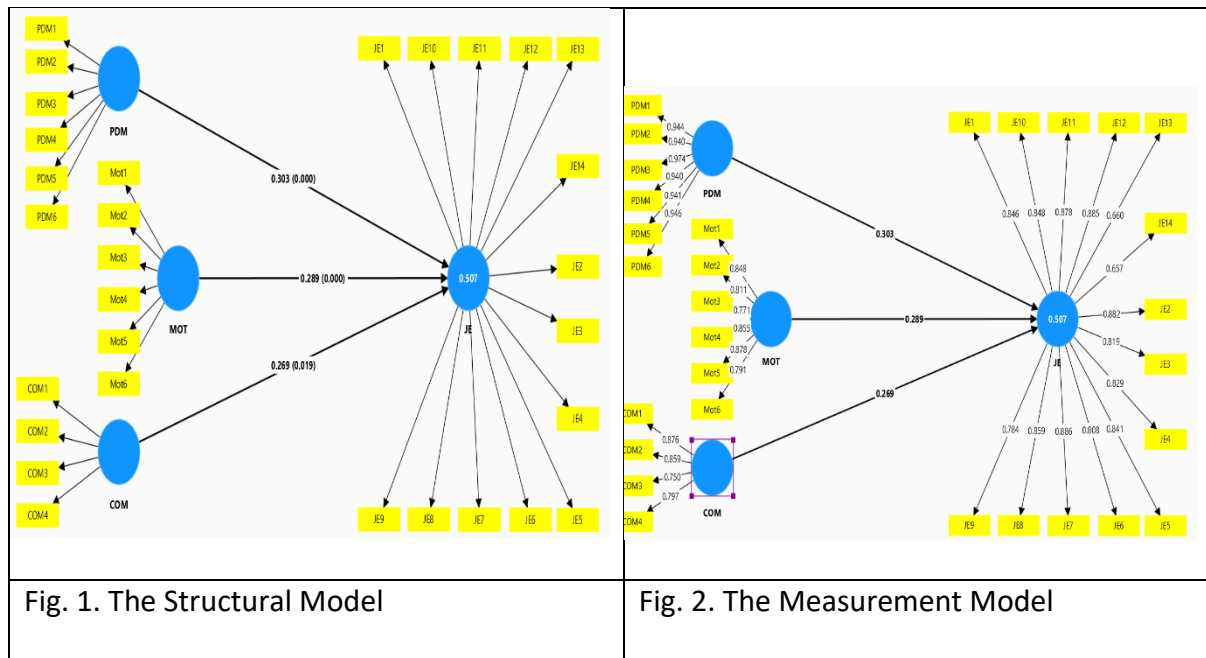 PDM1
PDM2
PDM3
PDM4
PDM5
PDM6
PDM
Mot1
Mot2
Mot3
Mot4
Mot5
Mot6
MOT
COM1
COM2
COM3
COM4
COM
0.303 (0.000)
0.289 (0.000)
0.269 (0.019)
JE1 JE10 JE11 JE12 JE13
JE14
JE2
JE3
JE4
0.507
JE
JE9 JE8 JE7 JE6 JE5
Fig. 1. The Structural Model
PDM1
PDM2
PDM3
PDM4
PDM5
PDM6
0.944
0.940
0.974
0.940
0.941
0.946
PDM
Mot1
Mot2
Mot3
Mot4
Mot5
Mot6
0.848
0.811
0.771
0.855
0.878
0.791
MOT
COM1
COM2
COM3
COM4
0.876
0.859
0.750
0.797
COM
0.303
0.289
0.269
JE1 JE10 JE11 JE12 JE13
0.846 0.848 0.878 0.885 0.660
JE14
0.657
JE2
0.882
JE3
0.819
JE4
0.829
0.507
JE
0.784 0.859 0.886 0.808 0.841
JE9 JE8 JE7 JE6 JE5
Fig. 2. The Measurement Model